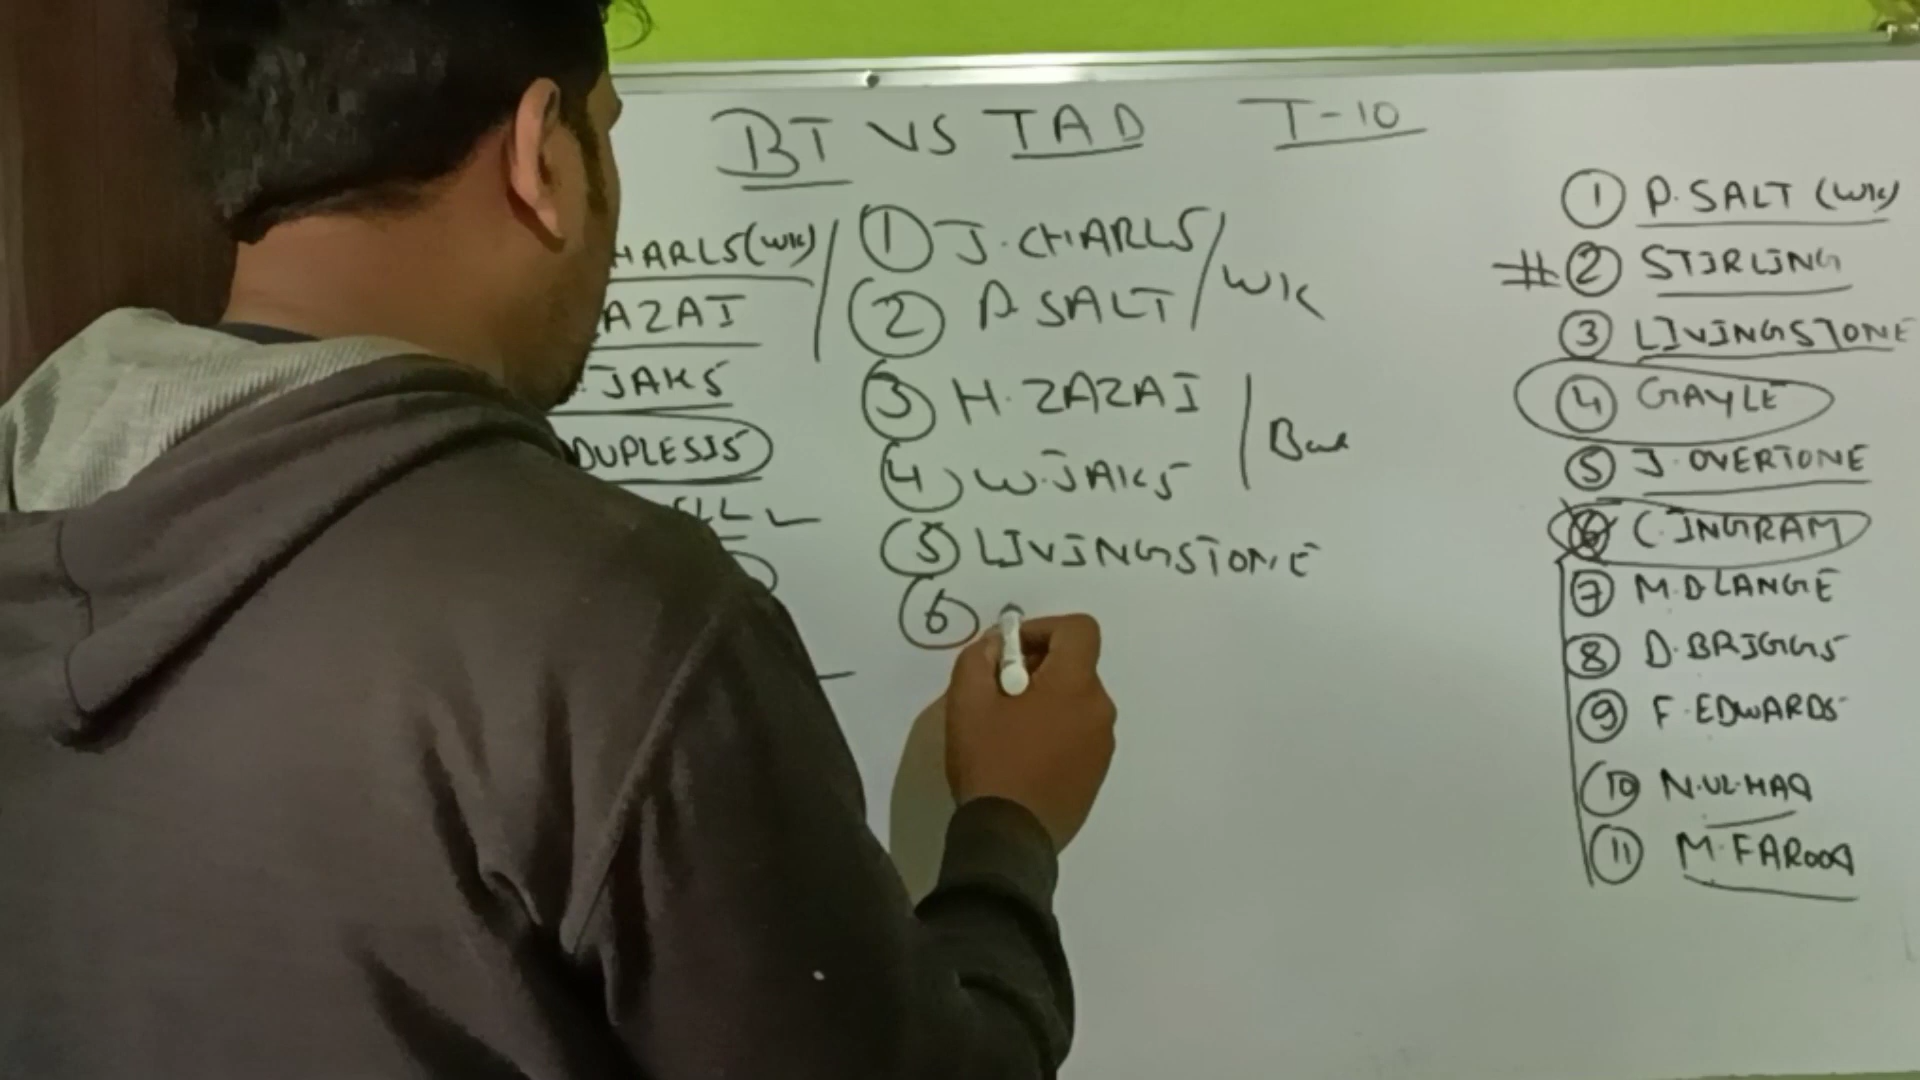 BT VS TAD T-10
HARLS(WK)
AZAI
JAKS
DUPLESIS
ELL
① J.CHARLS
② P.SALT
WK
③ H.ZAZAI
④ W.JAKS
Bat
⑤ LIVINGSTONE
⑥
① P.SALT (WK)
# ② STIRLING
③ LIVINGSTONE
④ GAYLE
⑤ J.OVERTONE
⑥ C.INGRAM
⑦ M.D LANGE
⑧ D.BRIGGS
⑨ F.EDWARDS
⑩ N.UL.HAQ
⑪ M.FAROOQ